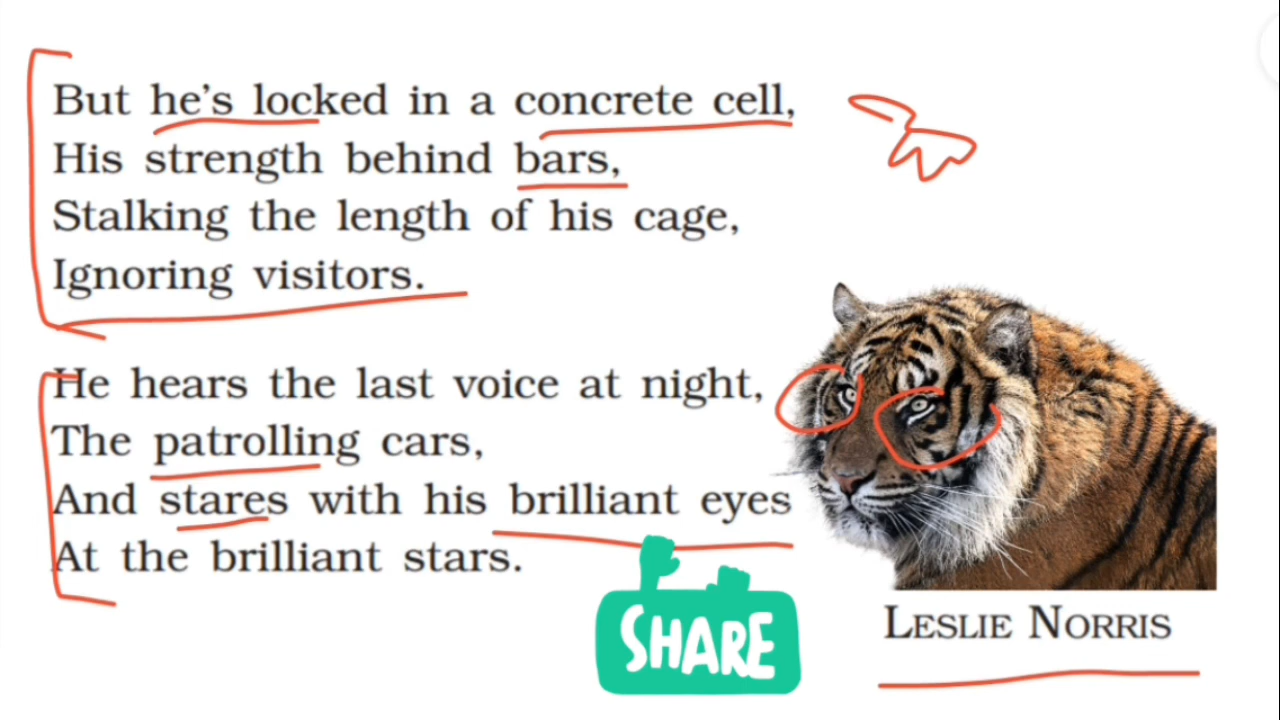 But he's locked in a concrete cell,
His strength behind bars,
Stalking the length of his cage,
Ignoring visitors.
He hears the last voice at night,
The patrolling cars,
And stares with his brilliant eyes
At the brilliant stars.
SHARE
LESLIE NORRIS